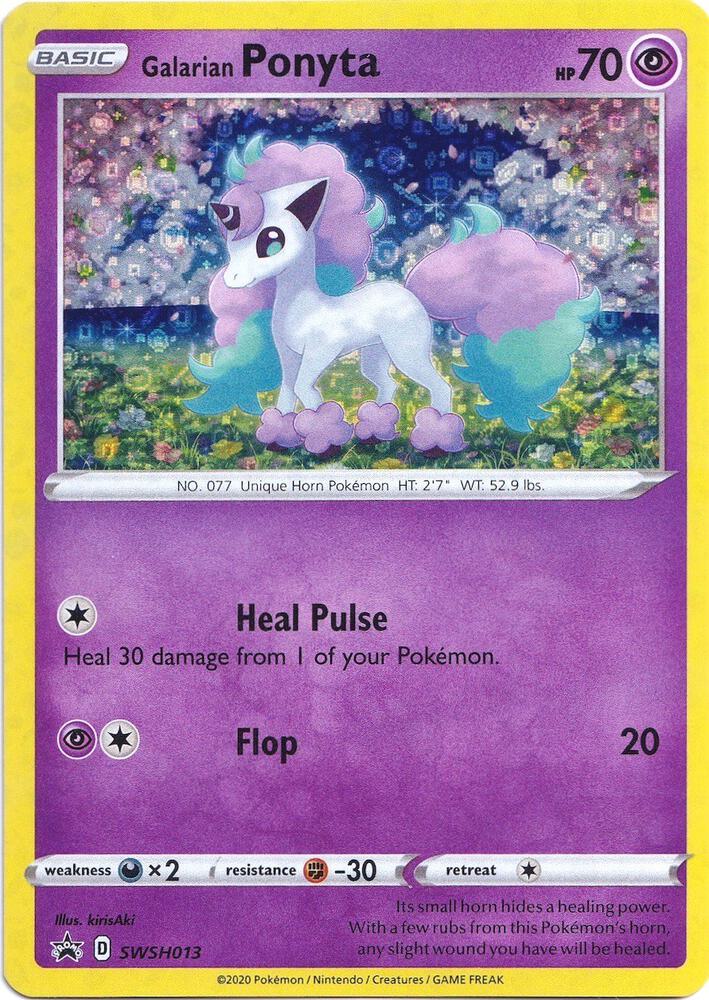 BASIC Galarian Ponyta HP 70
NO. 077 Unique Horn Pokémon HT: 2'7" WT: 52.9 lbs.
Heal Pulse
Heal 30 damage from 1 of your Pokémon.
Flop 20
weakness ×2 resistance -30 retreat
Its small horn hides a healing power.
With a few rubs from this Pokémon's horn,
any slight wound you have will be healed.
Illus. kirisAki
PROMO D SWSH013
©2020 Pokémon / Nintendo / Creatures / GAME FREAK